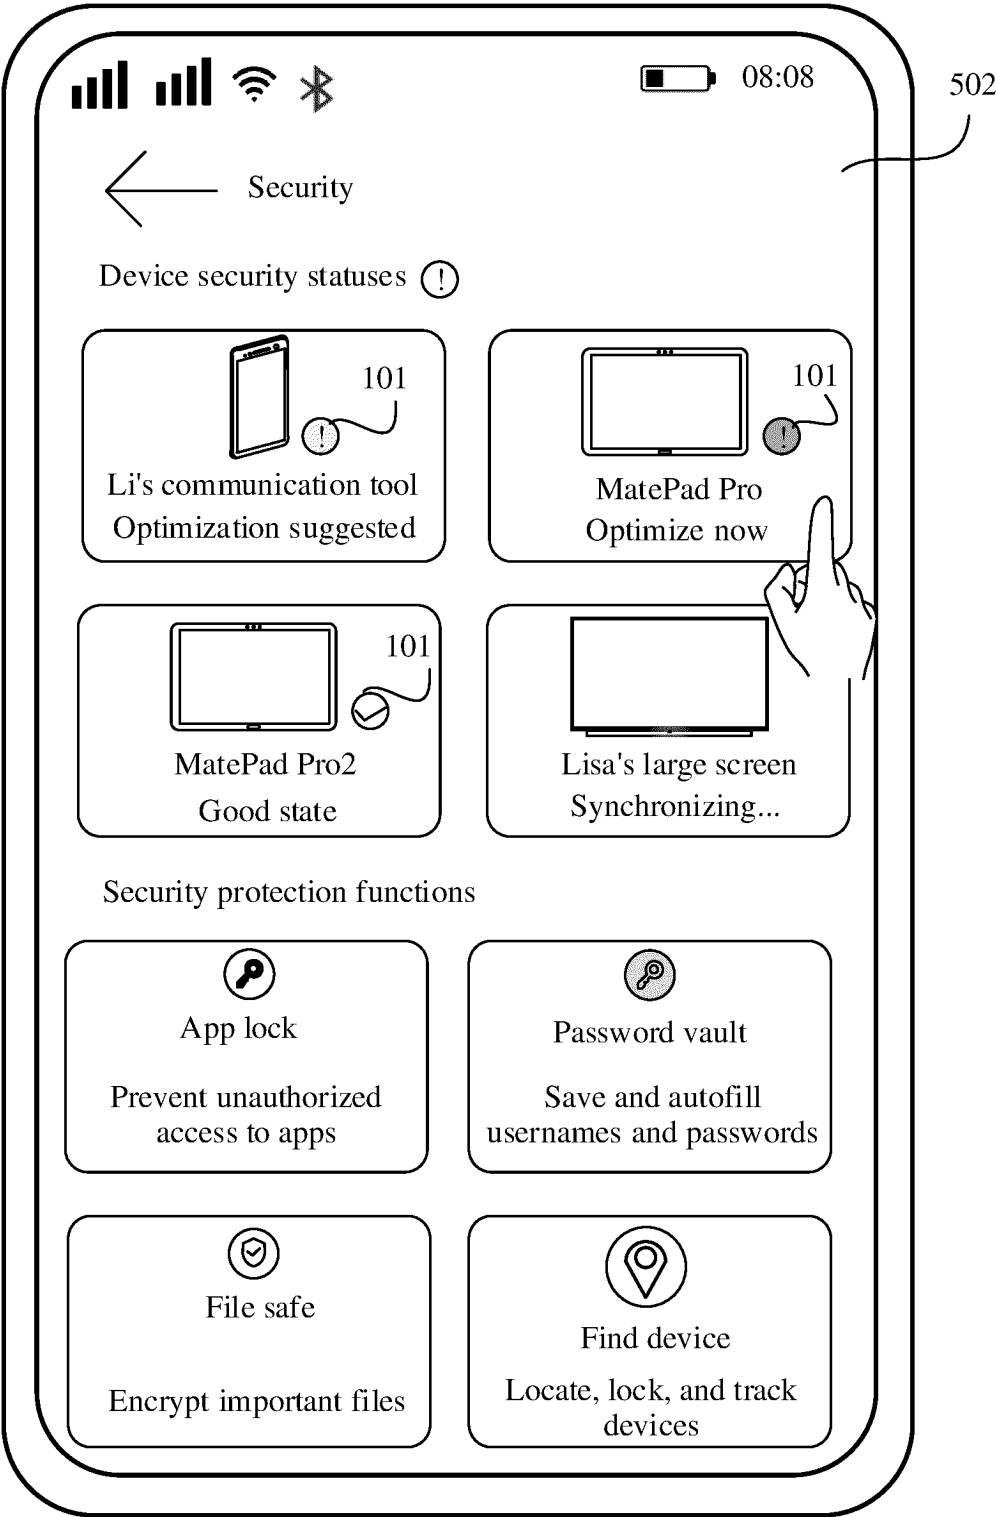 08:08
502
Security
Device security statuses !
101
!
Li's communication tool
Optimization suggested
101
!
MatePad Pro
Optimize now
101
MatePad Pro2
Good state
Lisa's large screen
Synchronizing...
Security protection functions
App lock
Prevent unauthorized
access to apps
Password vault
Save and autofill
usernames and passwords
File safe
Encrypt important files
Find device
Locate, lock, and track
devices